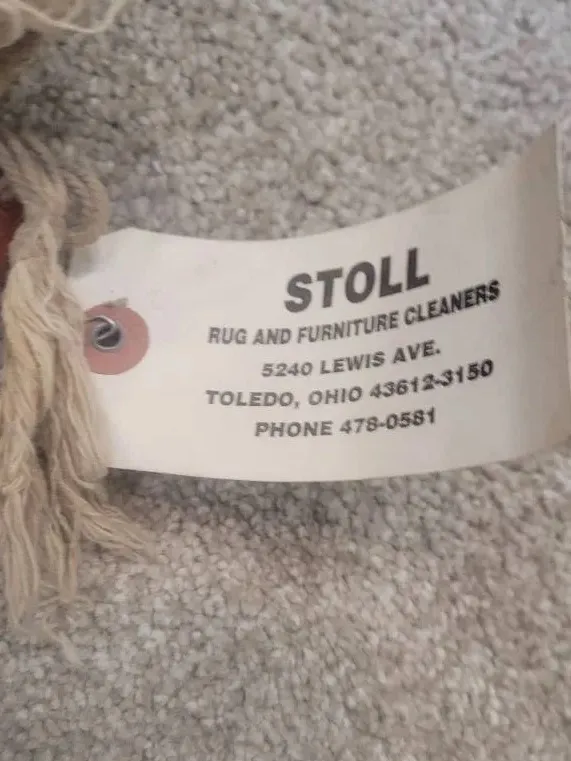 STOLL
RUG AND FURNITURE CLEANERS
5240 LEWIS AVE.
TOLEDO, OHIO 43612-3150
PHONE 478-0581